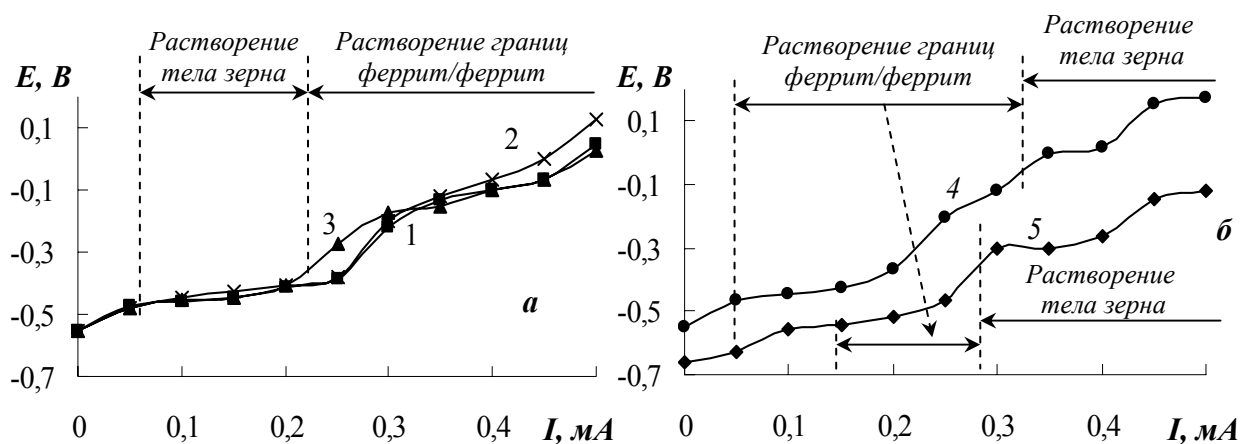 Растворение
тела зерна
Растворение границ
феррит/феррит
E, В
0,1
-0,1
-0,3
-0,5
-0,7
0
0,1
0,2
0,3
0,4
I, мА
2
3
1
а
Растворение границ
феррит/феррит
Растворение
тела зерна
E, В
0,1
-0,1
-0,3
-0,5
-0,7
0
0,1
0,2
0,3
0,4
I, мА
4
5
б
Растворение
тела зерна